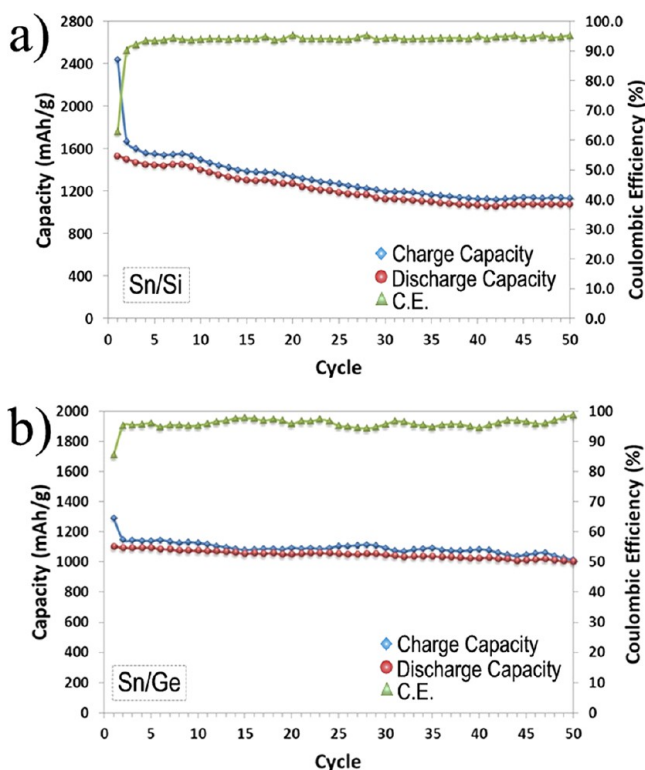 a)
Capacity (mAh/g)
2800
2400
2000
1600
1200
800
400
0
100.0
90.0
80.0
70.0
60.0
50.0
40.0
30.0
20.0
10.0
0.0
Coulombic Efficiency (%)
Sn/Si
Charge Capacity
Discharge Capacity
C.E.
0 5 10 15 20 25 30 35 40 45 50
Cycle
b)
Capacity (mAh/g)
2000
1800
1600
1400
1200
1000
800
600
400
200
0
100
90
80
70
60
50
40
30
20
10
0
Coulombic Efficiency (%)
Sn/Ge
Charge Capacity
Discharge Capacity
C.E.
0 5 10 15 20 25 30 35 40 45 50
Cycle